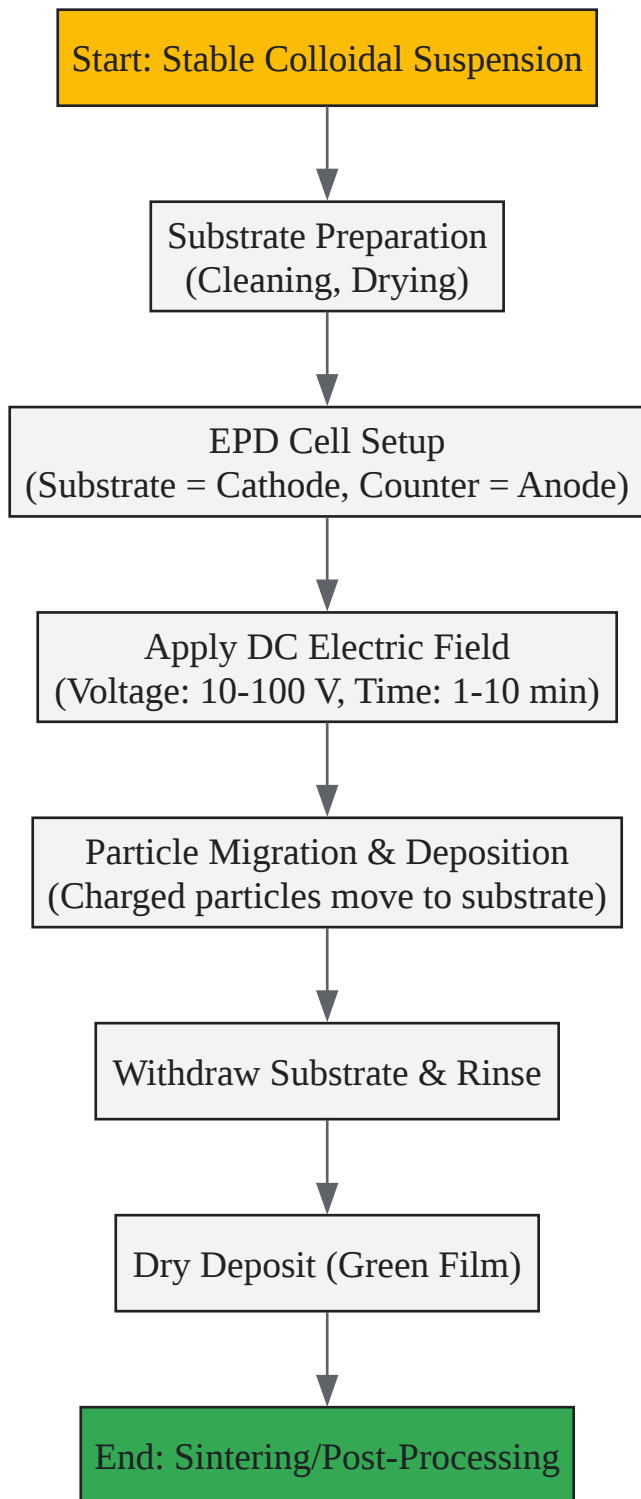 Start: Stable Colloidal Suspension
Substrate Preparation
(Cleaning, Drying)
EPD Cell Setup
(Substrate = Cathode, Counter = Anode)
Apply DC Electric Field
(Voltage: 10-100 V, Time: 1-10 min)
Particle Migration & Deposition
(Charged particles move to substrate)
Withdraw Substrate & Rinse
Dry Deposit (Green Film)
End: Sintering/Post-Processing